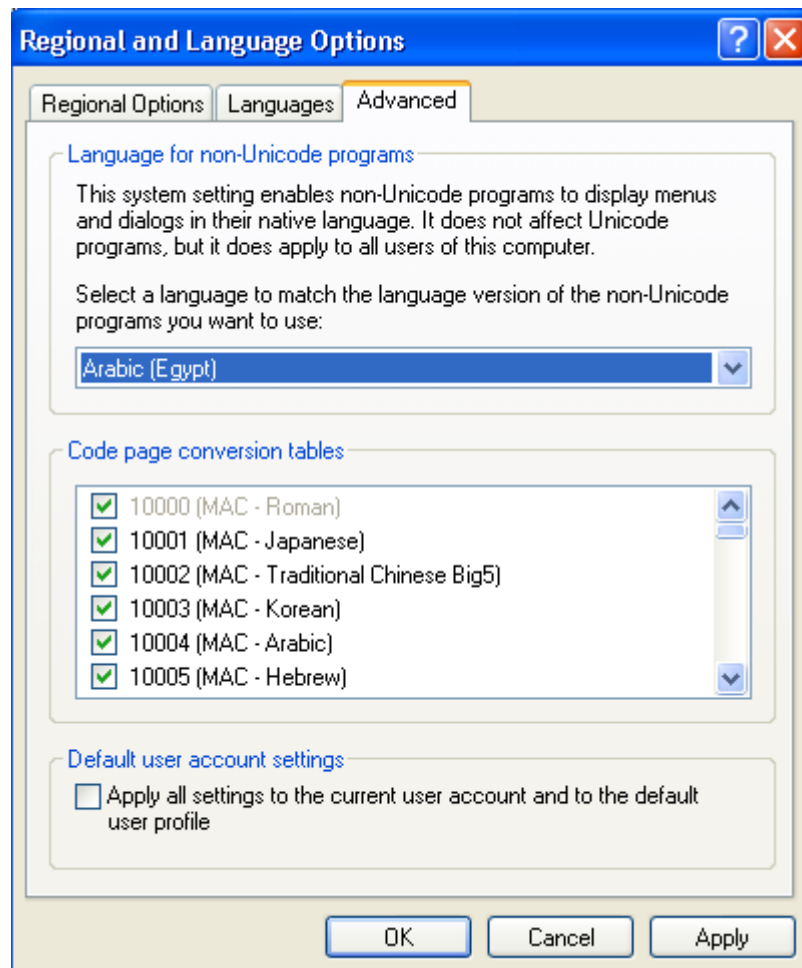 Regional and Language Options
Regional Options Languages Advanced
Language for non-Unicode programs
This system setting enables non-Unicode programs to display menus
and dialogs in their native language. It does not affect Unicode
programs, but it does apply to all users of this computer.
Select a language to match the language version of the non-Unicode
programs you want to use:
Arabic (Egypt)
Code page conversion tables
10000 (MAC - Roman)
10001 (MAC - Japanese)
10002 (MAC - Traditional Chinese Big5)
10003 (MAC - Korean)
10004 (MAC - Arabic)
10005 (MAC - Hebrew)
Default user account settings
Apply all settings to the current user account and to the default
user profile
OK Cancel Apply